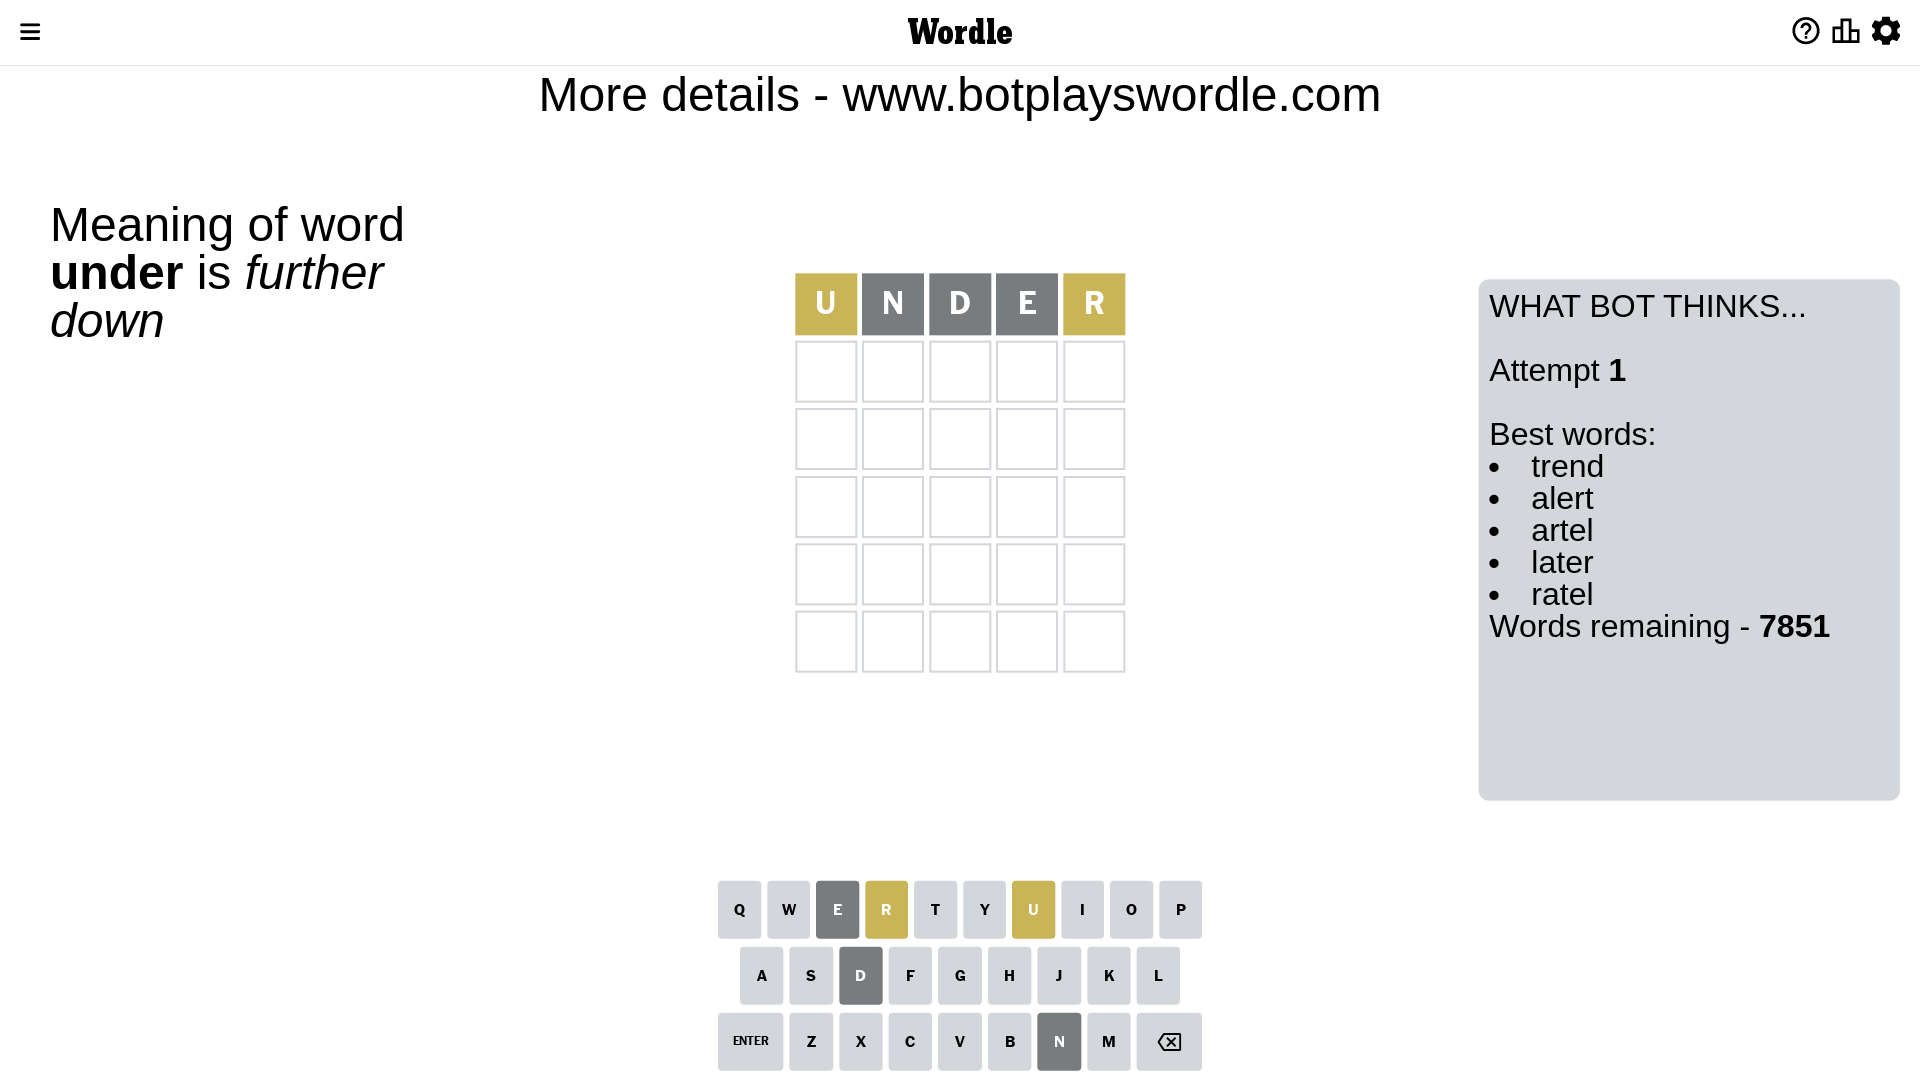 Wordle
More details - www.botplayswordle.com
Meaning of word
under is further
down
U N D E R
WHAT BOT THINKS...
Attempt 1
Best words:
• trend
• alert
• artel
• later
• ratel
Words remaining - 7851
Q W E R T Y U I O P
A S D F G H J K L
ENTER Z X C V B N M